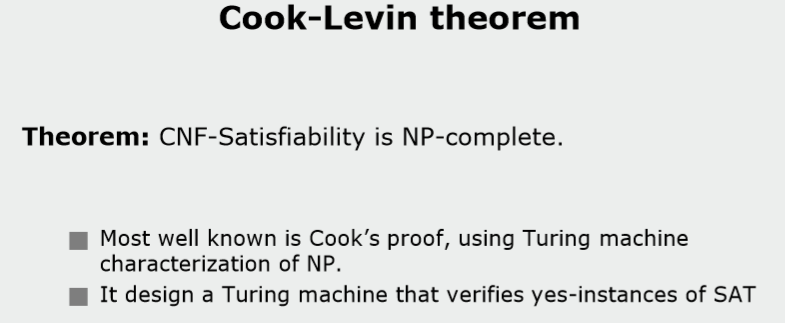 Cook-Levin theorem
Theorem: CNF-Satisfiability is NP-complete.
Most well known is Cook’s proof, using Turing machine
characterization of NP.
It design a Turing machine that verifies yes-instances of SAT